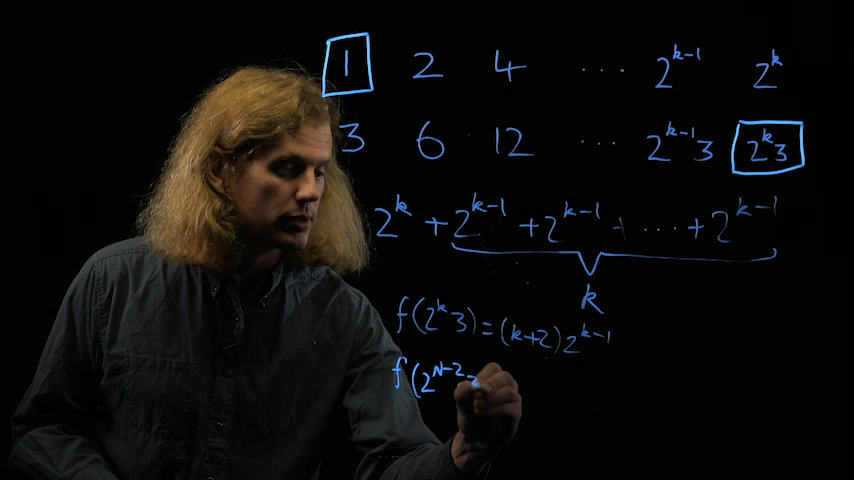 1 2 4 ... 2^{k-1} 2^k
3 6 12 ... 2^{k-1}3 2^k3
2^k + 2^{k-1} + 2^{k-1} + ... + 2^{k-1}
k
f(2^k3) = (k+2)2^{k-1}
f(2^{N-2}